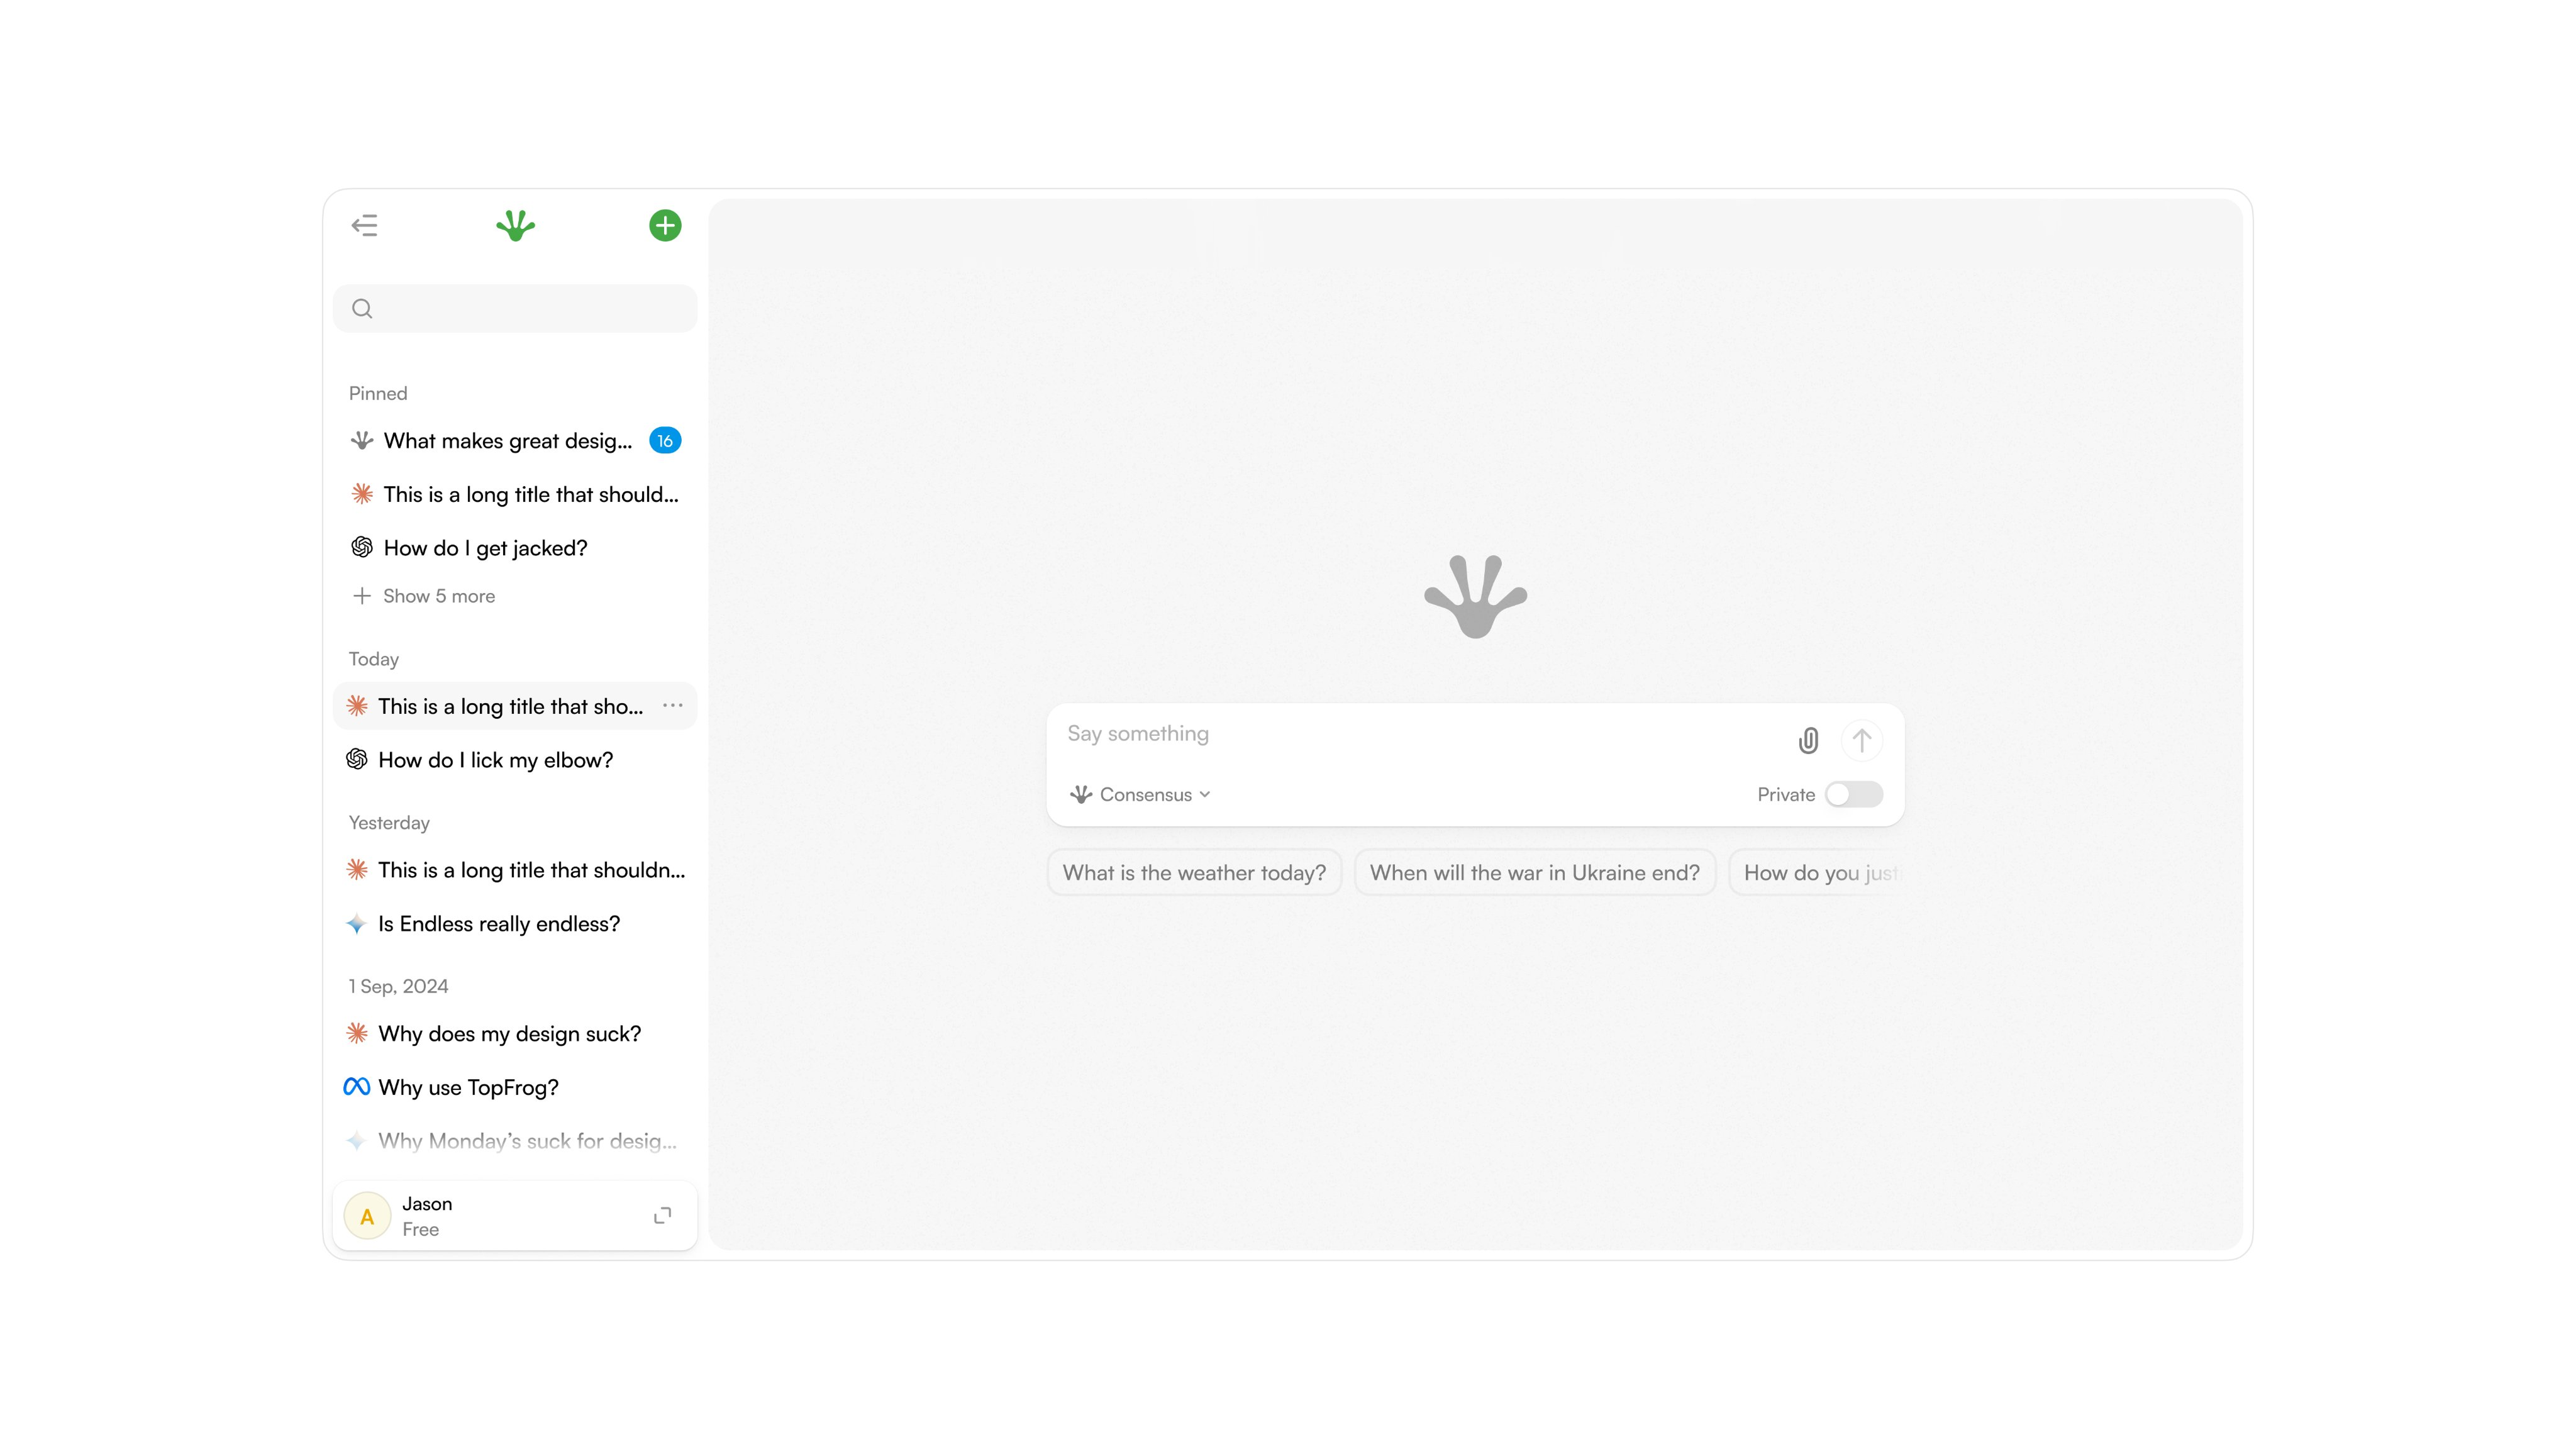 Pinned
What makes great desig...
16
This is a long title that should...
How do I get jacked?
Show 5 more
Today
This is a long title that sho...
How do I lick my elbow?
Yesterday
This is a long title that shouldn...
Is Endless really endless?
1 Sep, 2024
Why does my design suck?
Why use TopFrog?
Why Monday’s suck for desig...
A
Jason
Free
Say something
Consensus
Private
What is the weather today?
When will the war in Ukraine end?
How do you just